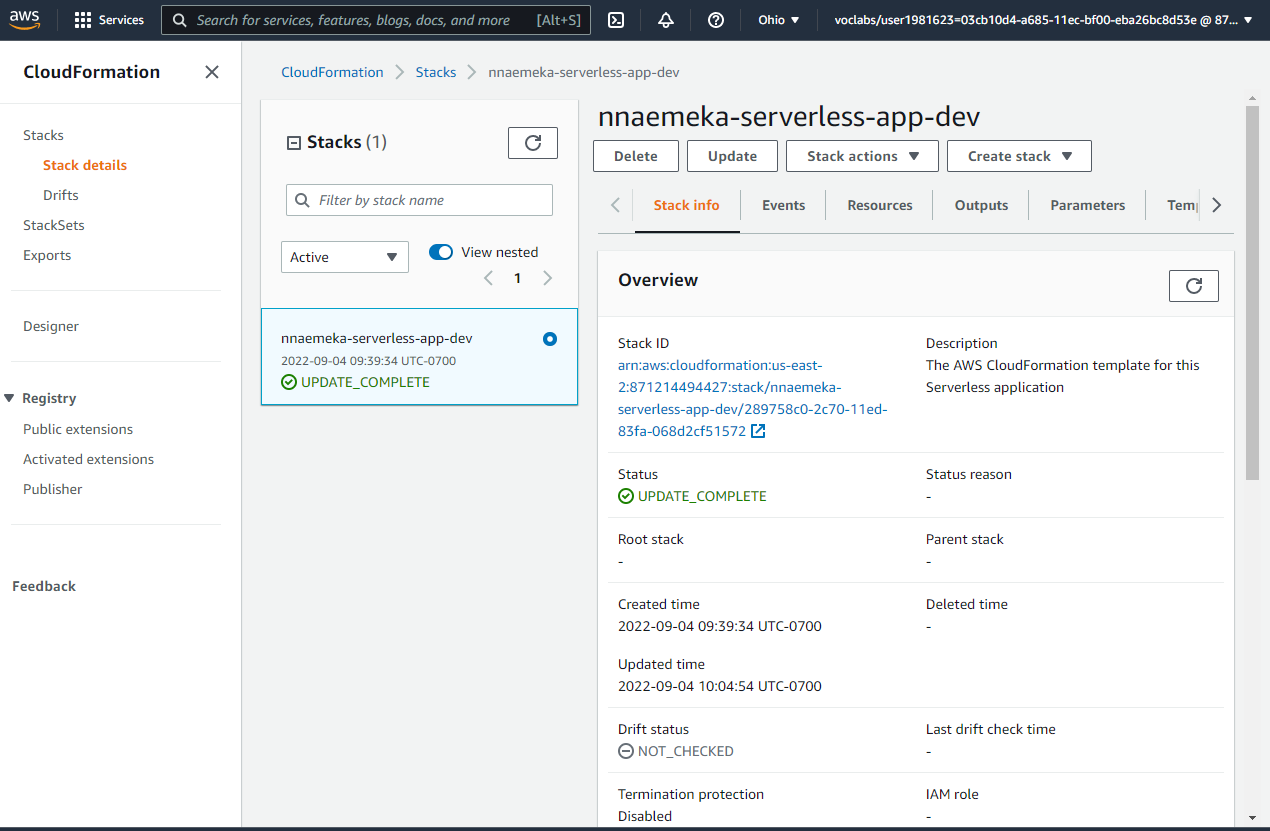 aws
Services
Search for services, features, blogs, docs, and more [Alt+S]
Ohio
voclabs/user1981623=03cb10d4-a685-11ec-bf00-eba26bc8d53e @ 87...
CloudFormation
Stacks
Stack details
Drifts
StackSets
Exports
Designer
Registry
Public extensions
Activated extensions
Publisher
Feedback
CloudFormation
Stacks
nnaemeka-serverless-app-dev
Stacks (1)
Filter by stack name
Active
View nested
1
nnaemeka-serverless-app-dev
2022-09-04 09:39:34 UTC-0700
UPDATE_COMPLETE
nnaemeka-serverless-app-dev
Delete
Update
Stack actions
Create stack
Stack info
Events
Resources
Outputs
Parameters
Temp
Overview
Stack ID
arn:aws:cloudformation:us-east-
2:871214494427:stack/nnaemeka-
serverless-app-dev/289758c0-2c70-11ed-
83fa-068d2cf51572
Description
The AWS CloudFormation template for this
Serverless application
Status
UPDATE_COMPLETE
Status reason
-
Root stack
-
Parent stack
-
Created time
2022-09-04 09:39:34 UTC-0700
Deleted time
-
Updated time
2022-09-04 10:04:54 UTC-0700
Drift status
NOT_CHECKED
Last drift check time
-
Termination protection
Disabled
IAM role
-